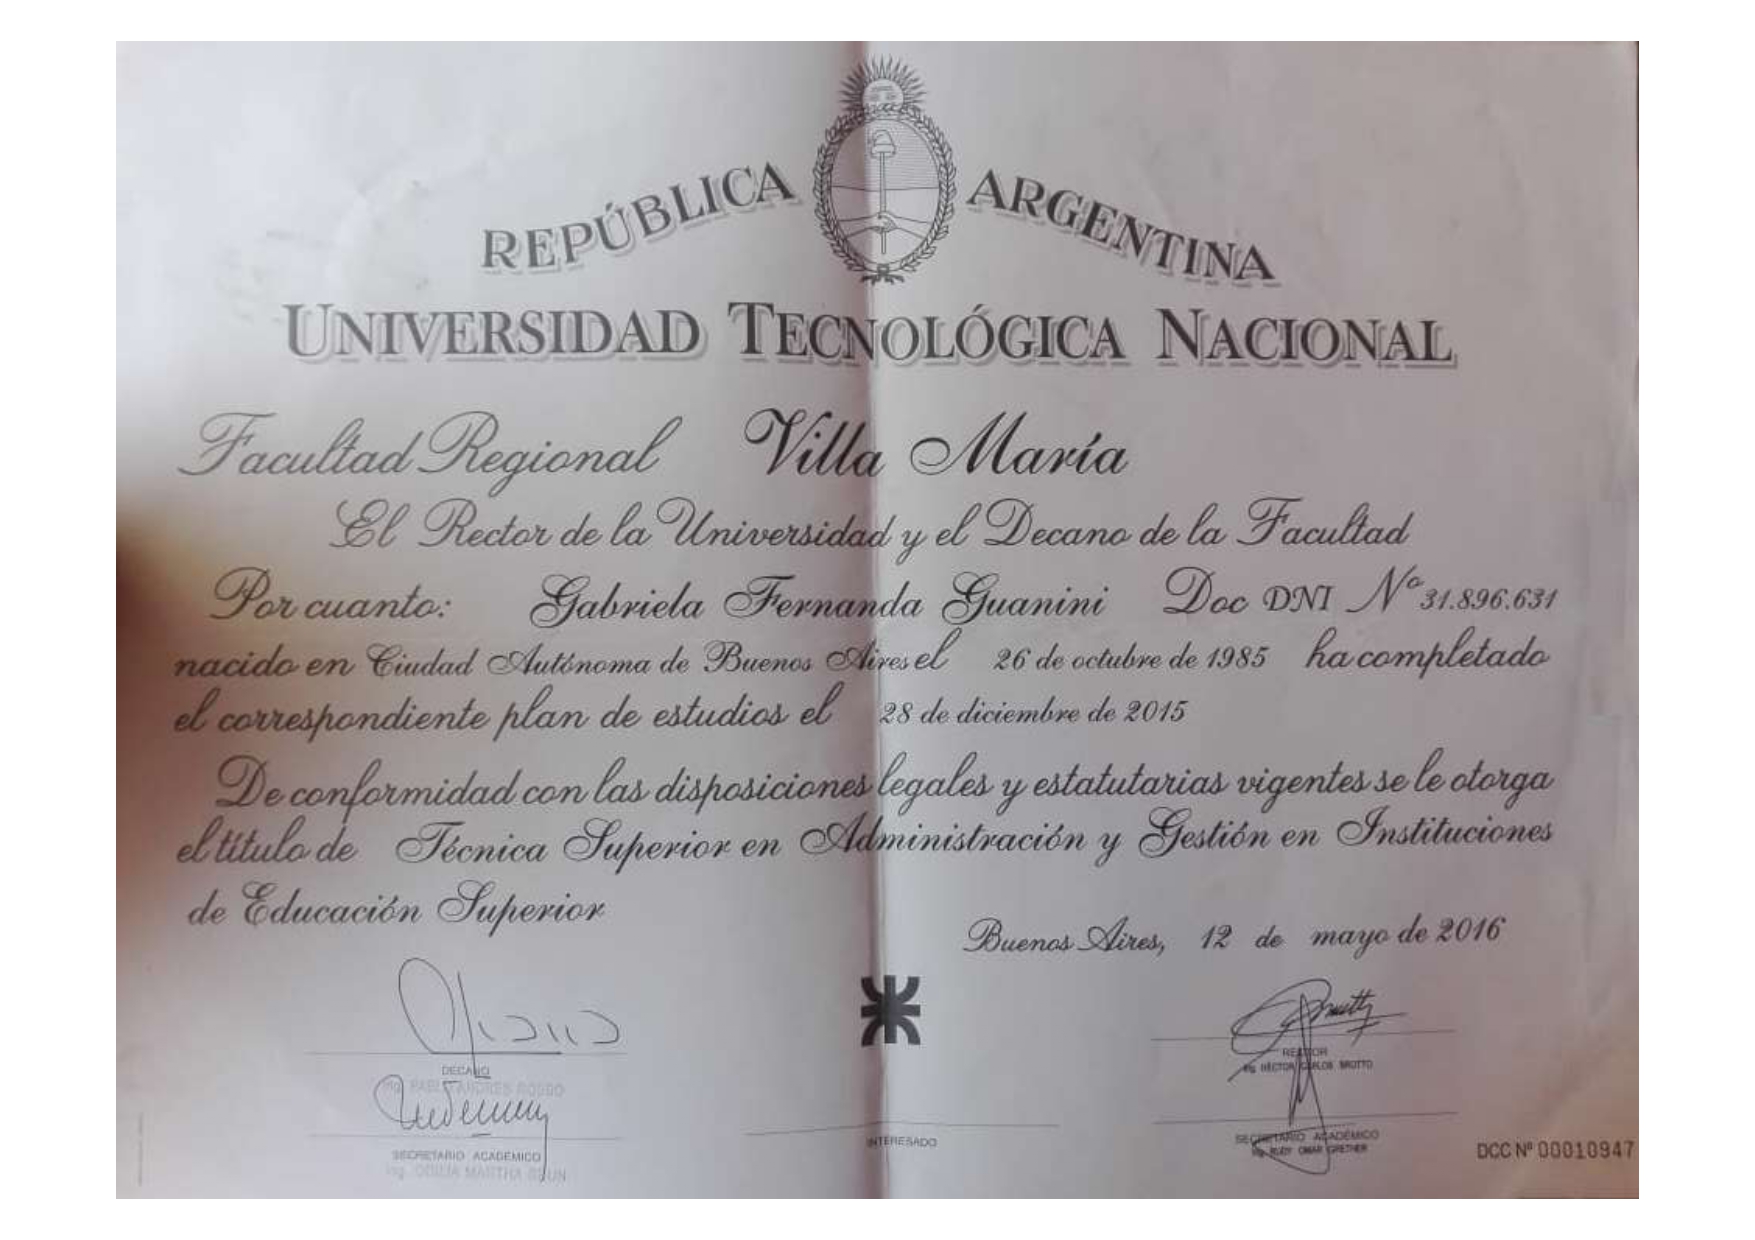 REPÚBLICA ARGENTINA
UNIVERSIDAD TECNOLÓGICA NACIONAL
Facultad Regional Villa María
El Rector de la Universidad y el Decano de la Facultad
Por cuanto: Gabriela Fernanda Guanini Doc DNI Nº 31.896.631
nacido en Ciudad Autónoma de Buenos Aires el 26 de octubre de 1985 ha completado
el correspondiente plan de estudios el 28 de diciembre de 2015
De conformidad con las disposiciones legales y estatutarias vigentes se le otorga
el título de Técnica Superior en Administración y Gestión en Instituciones
de Educación Superior
Buenos Aires, 12 de mayo de 2016
DECANO
Ing. PABLO ANDRES ROSSO
SECRETARIO ACADÉMICO
Ing. ODILIA MARTHA
RECTOR
Ing. HÉCTOR CARLOS BROTTO
INTERESADO
SECRETARIO ACADÉMICO
Ing. RUDY OMAR GRETHER
DCC Nº 00010947